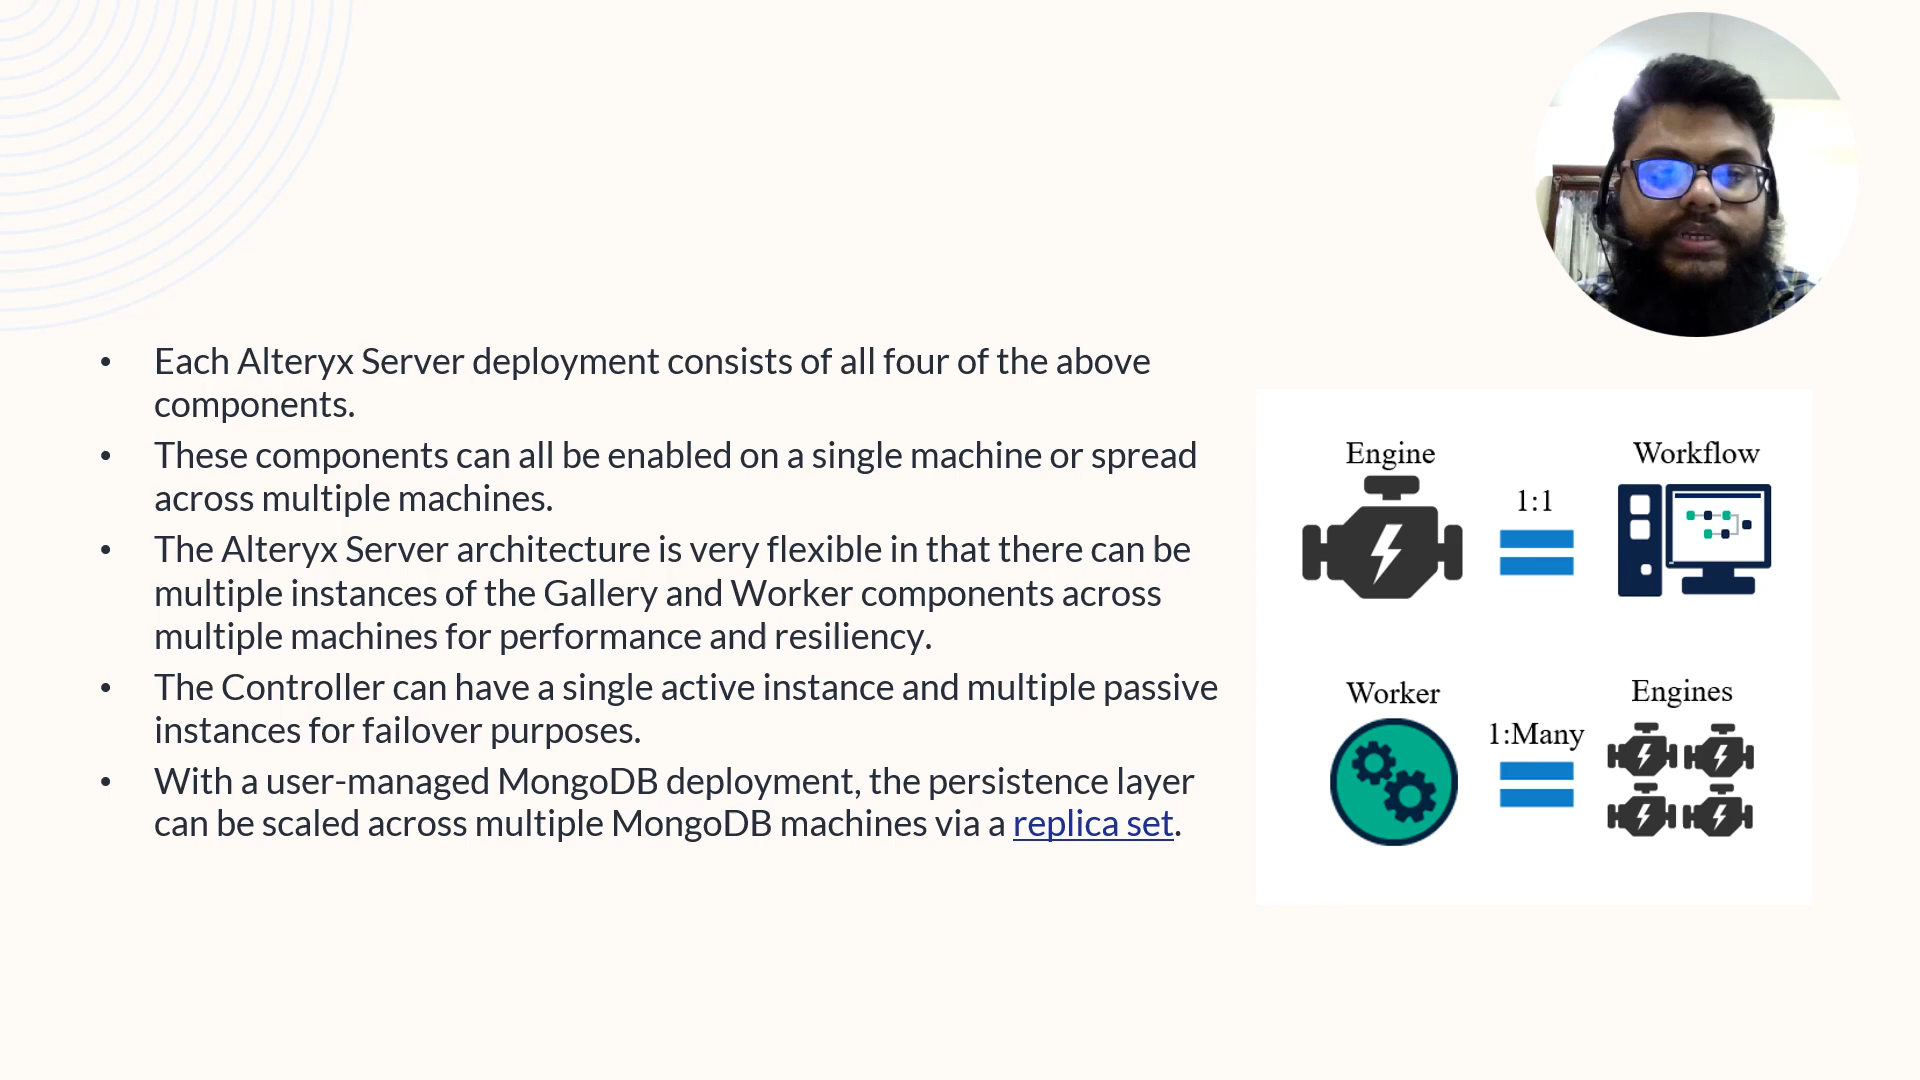 • Each Alteryx Server deployment consists of all four of the above
components.
• These components can all be enabled on a single machine or spread
across multiple machines.
• The Alteryx Server architecture is very flexible in that there can be
multiple instances of the Gallery and Worker components across
multiple machines for performance and resiliency.
• The Controller can have a single active instance and multiple passive
instances for failover purposes.
• With a user-managed MongoDB deployment, the persistence layer
can be scaled across multiple MongoDB machines via a replica set.
Engine
1:1
Workflow
Worker
1:Many
Engines